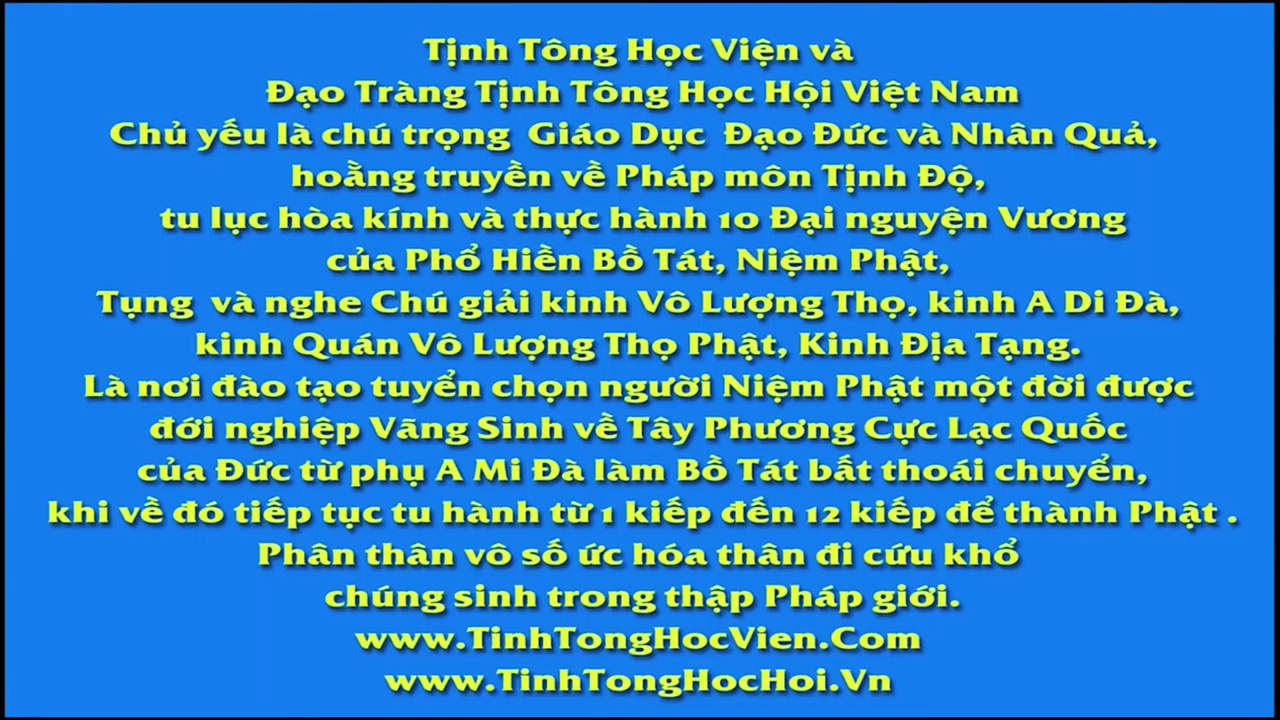 Tịnh Tông Học Viện và
Đạo Tràng Tịnh Tông Học Hội Việt Nam
Chủ yếu là chú trọng Giáo Dục Đạo Đức và Nhân Quả,
hoằng truyền về Pháp môn Tịnh Độ,
tu lục hòa kính và thực hành 10 Đại nguyện Vương
của Phổ Hiền Bồ Tát, Niệm Phật,
Tụng và nghe Chú giải kinh Vô Lượng Thọ, kinh A Di Đà,
kinh Quán Vô Lượng Thọ Phật, Kinh Địa Tạng.
Là nơi đào tạo tuyển chọn người Niệm Phật một đời được
đới nghiệp Vãng Sinh về Tây Phương Cực Lạc Quốc
của Đức từ phụ A Mi Đà làm Bồ Tát bất thoái chuyển,
khi về đó tiếp tục tu hành từ 1 kiếp đến 12 kiếp để thành Phật .
Phân thân vô số ức hóa thân đi cứu khổ
chúng sinh trong thập Pháp giới.
www.TinhTongHocVien.Com
www.TinhTongHocHoi.Vn